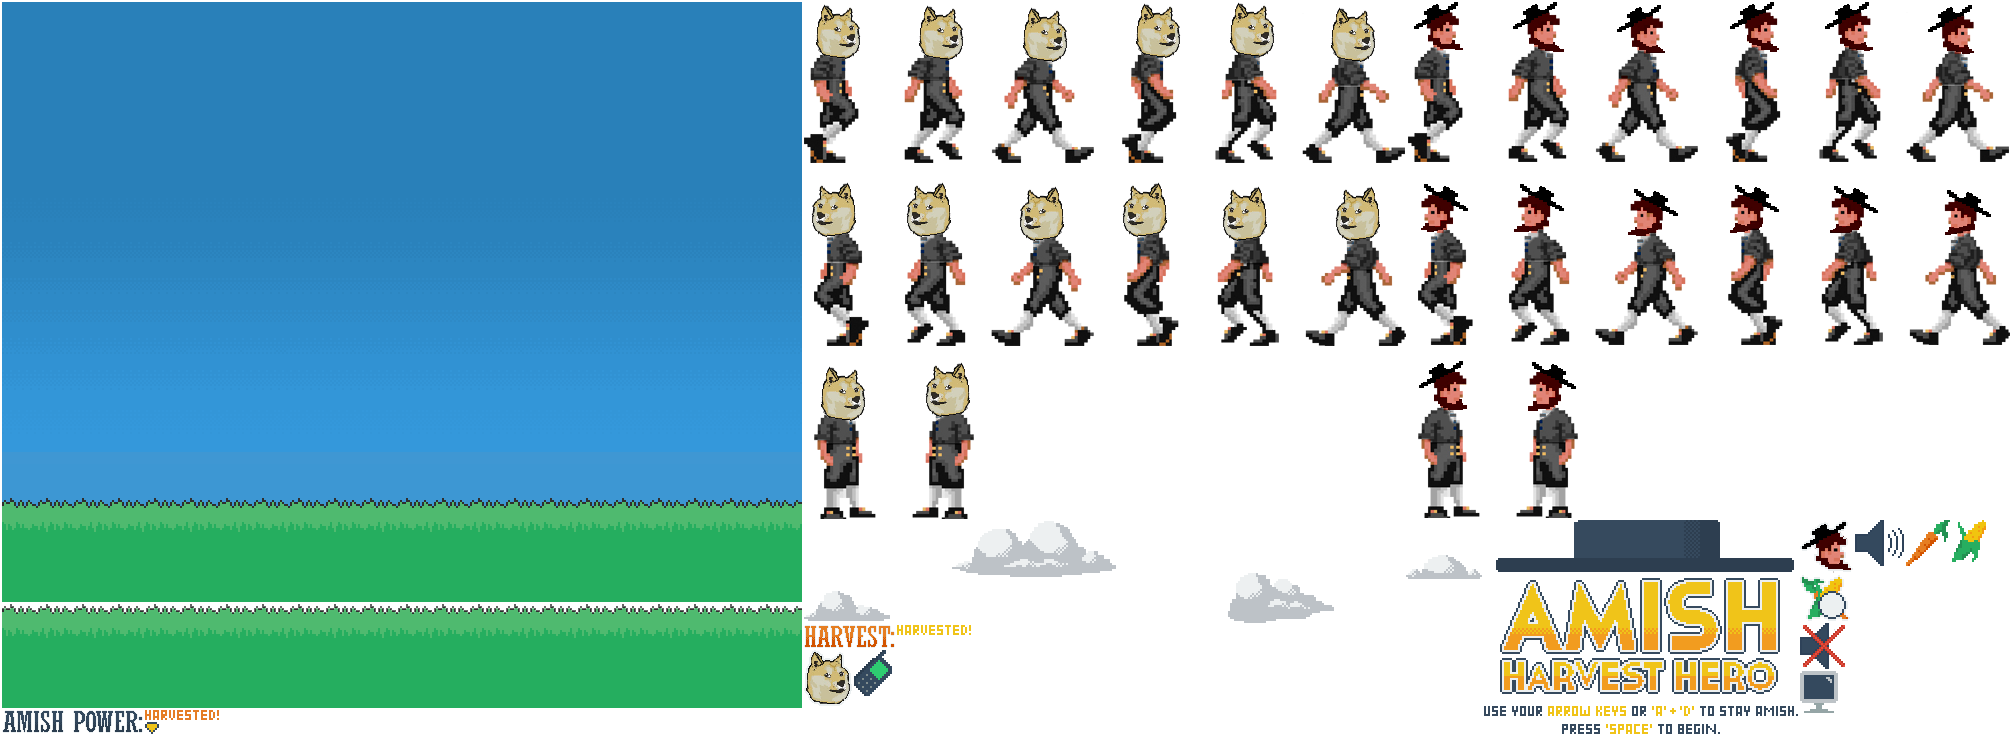 HARVEST:
HARVESTED!
AMISH POWER:
HARVESTED!
AMISH
HARVEST HERO
USE YOUR ARROW KEYS OR 'A' + 'D' TO STAY AMISH.
PRESS 'SPACE' TO BEGIN.